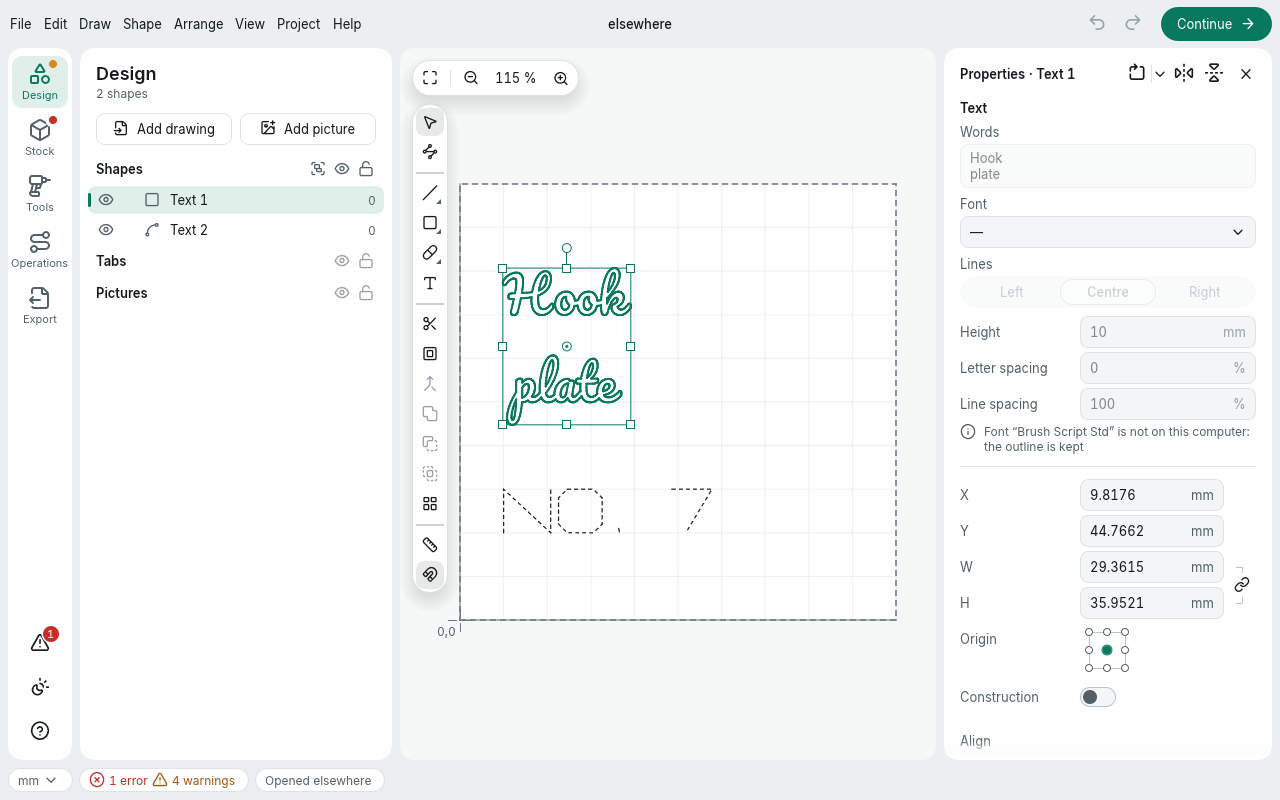 File Edit Draw Shape Arrange View Project Help
elsewhere
Continue
Design
Stock
Tools
Operations
Export
1
Design
2 shapes
Add drawing
Add picture
Shapes
Text 1 0
Text 2 0
Tabs
Pictures
115 %
Hook
plate
NO. 7
0,0
Properties · Text 1
Text
Words
Hook
plate
Font
—
Lines
Left Centre Right
Height 10 mm
Letter spacing 0 %
Line spacing 100 %
Font “Brush Script Std” is not on this computer:
the outline is kept
X 9.8176 mm
Y 44.7662 mm
W 29.3615 mm
H 35.9521 mm
Origin
Construction
Align
mm
1 error 4 warnings
Opened elsewhere